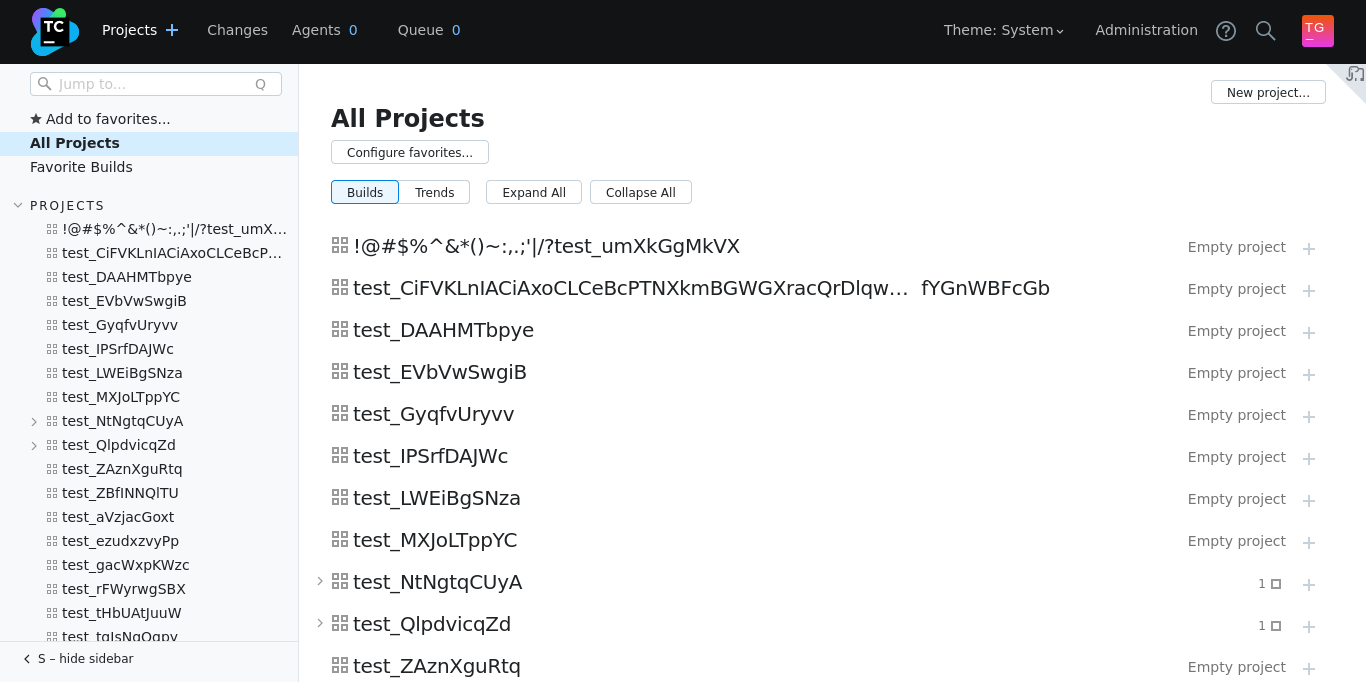 TC Projects Changes Agents 0 Queue 0 Theme: System Administration TG
Jump to... Q
Add to favorites...
All Projects
Favorite Builds
PROJECTS
!@#$%^&*()~:,.;'|/?test_umX...
test_CiFVKLnIACiAxoCLCeBcP...
test_DAAHMTbpye
test_EVbVwSwgiB
test_GyqfvUryvv
test_IPSrfDAJWc
test_LWEiBgSNza
test_MXJoLTppYC
test_NtNgtqCUyA
test_QlpdvicqZd
test_ZAznXguRtq
test_ZBfINNQlTU
test_aVzjacGoxt
test_ezudxzvyPp
test_gacWxpKWzc
test_rFWyrwgSBX
test_tHbUAtJuuW
S – hide sidebar
New project...
All Projects
Configure favorites...
Builds Trends Expand All Collapse All
!@#$%^&*()~:,.;'|/?test_umXkGgMkVX Empty project
test_CiFVKLnIACiAxoCLCeBcPTNXkmBGWGXracQrDlqw... fYGnWBFcGb Empty project
test_DAAHMTbpye Empty project
test_EVbVwSwgiB Empty project
test_GyqfvUryvv Empty project
test_IPSrfDAJWc Empty project
test_LWEiBgSNza Empty project
test_MXJoLTppYC Empty project
test_NtNgtqCUyA 1
test_QlpdvicqZd 1
test_ZAznXguRtq Empty project